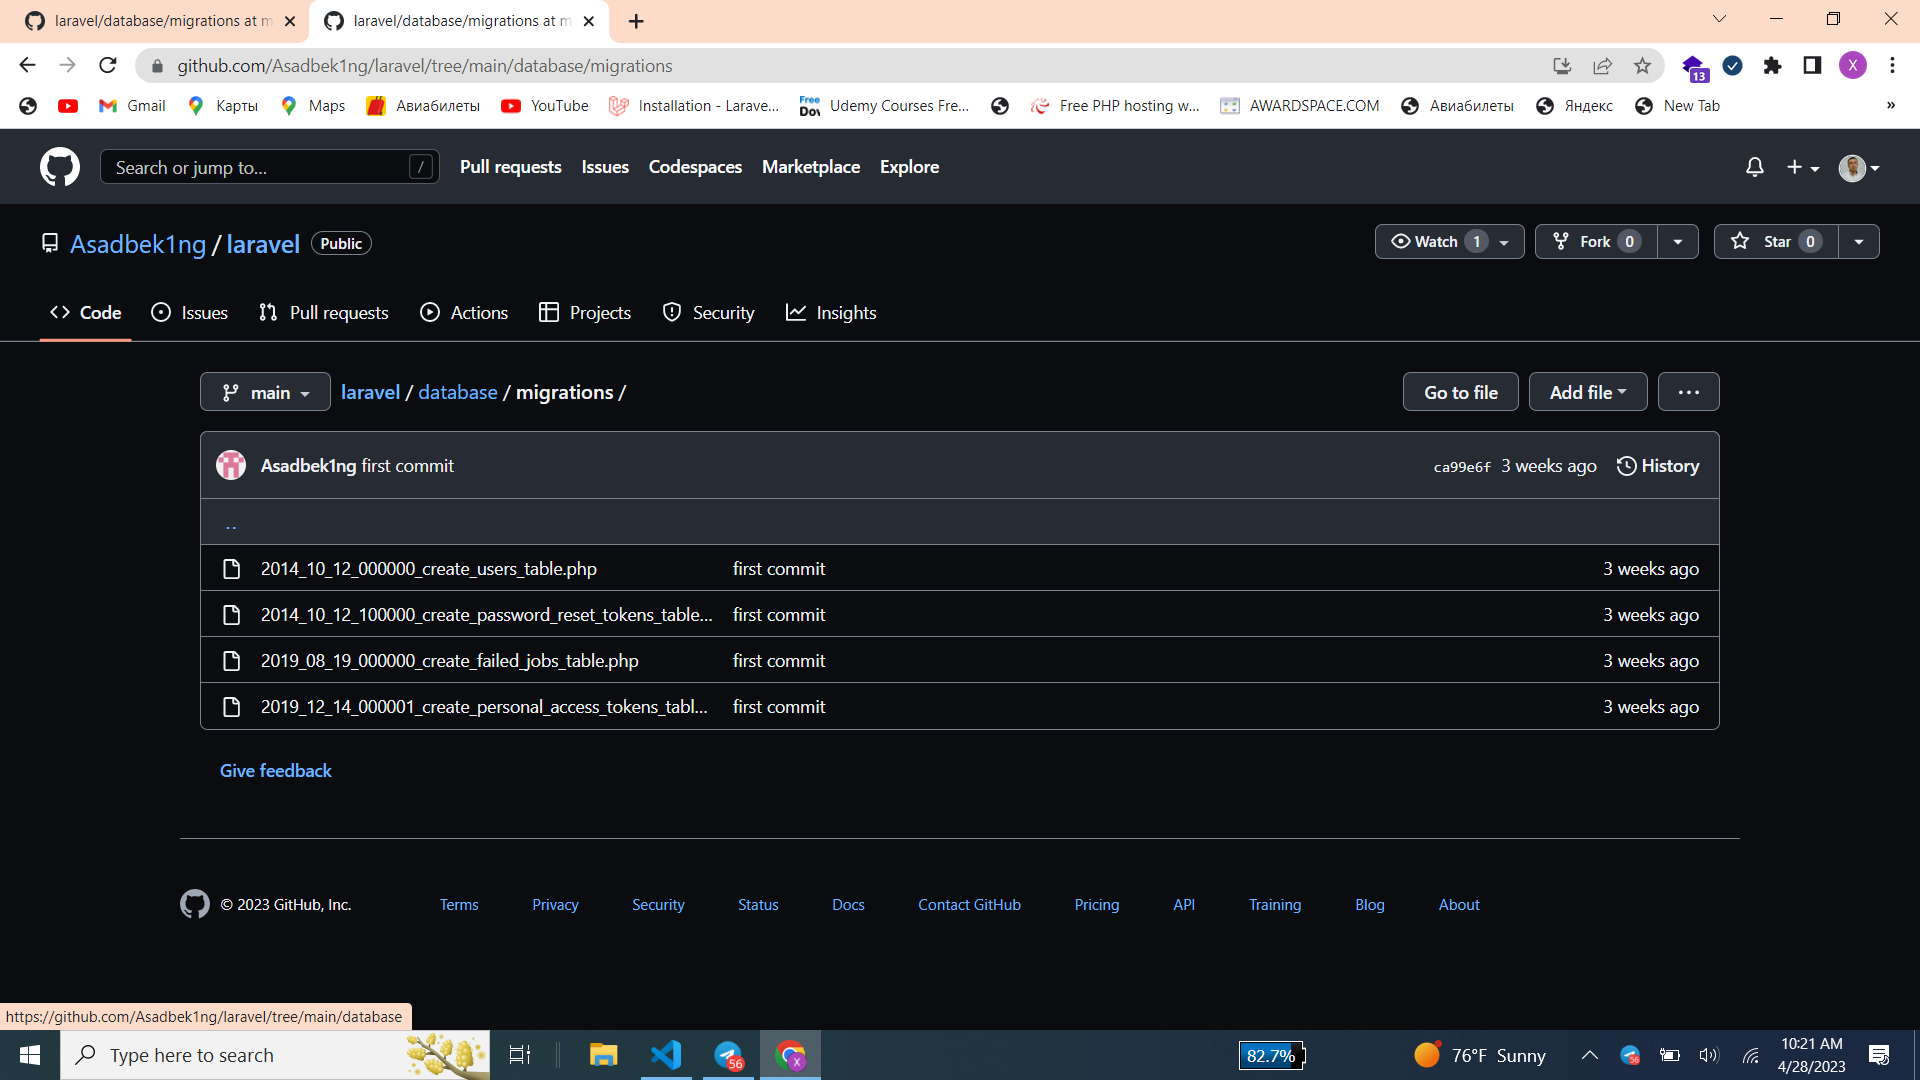 laravel/database/migrations at m
laravel/database/migrations at m
github.com/Asadbek1ng/laravel/tree/main/database/migrations
13
X
Gmail
Карты
Maps
Авиабилеты
YouTube
Installation - Larave...
Free Dov
Udemy Courses Fre...
Free PHP hosting w...
AWARDSPACE.COM
Авиабилеты
Яндекс
New Tab
»
Search or jump to...
/
Pull requests
Issues
Codespaces
Marketplace
Explore
Asadbek1ng / laravel
Public
Watch 1
Fork 0
Star 0
Code
Issues
Pull requests
Actions
Projects
Security
Insights
main
laravel / database / migrations /
Go to file
Add file
...
Asadbek1ng first commit
ca99e6f 3 weeks ago
History
..
2014_10_12_000000_create_users_table.php first commit 3 weeks ago
2014_10_12_100000_create_password_reset_tokens_table... first commit 3 weeks ago
2019_08_19_000000_create_failed_jobs_table.php first commit 3 weeks ago
2019_12_14_000001_create_personal_access_tokens_tabl... first commit 3 weeks ago
Give feedback
© 2023 GitHub, Inc.
Terms
Privacy
Security
Status
Docs
Contact GitHub
Pricing
API
Training
Blog
About
https://github.com/Asadbek1ng/laravel/tree/main/database
Type here to search
56
X
82.7%
76°F Sunny
56
10:21 AM
4/28/2023